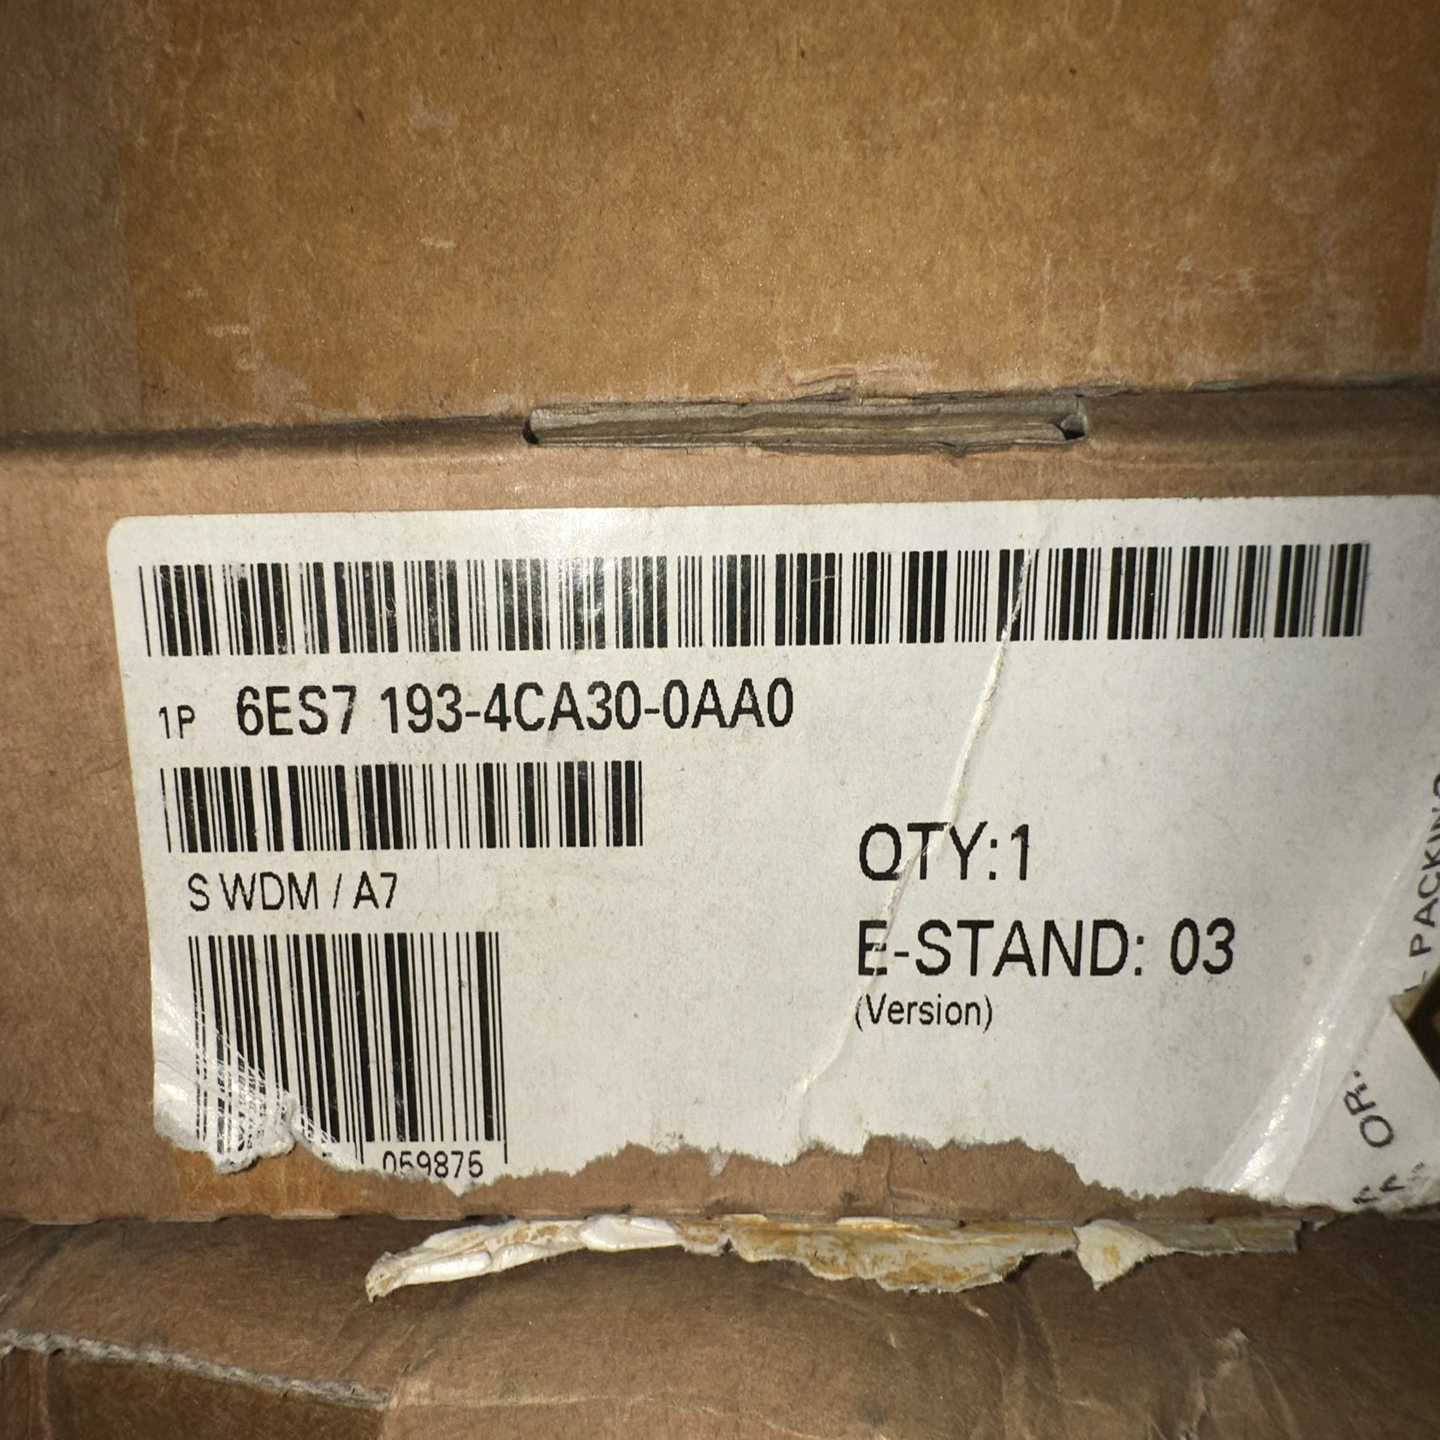 1P 6ES7 193-4CA30-0AA0
S WDM / A7
QTY:1
E-STAND: 03
(Version)
059875
PACKING
OR